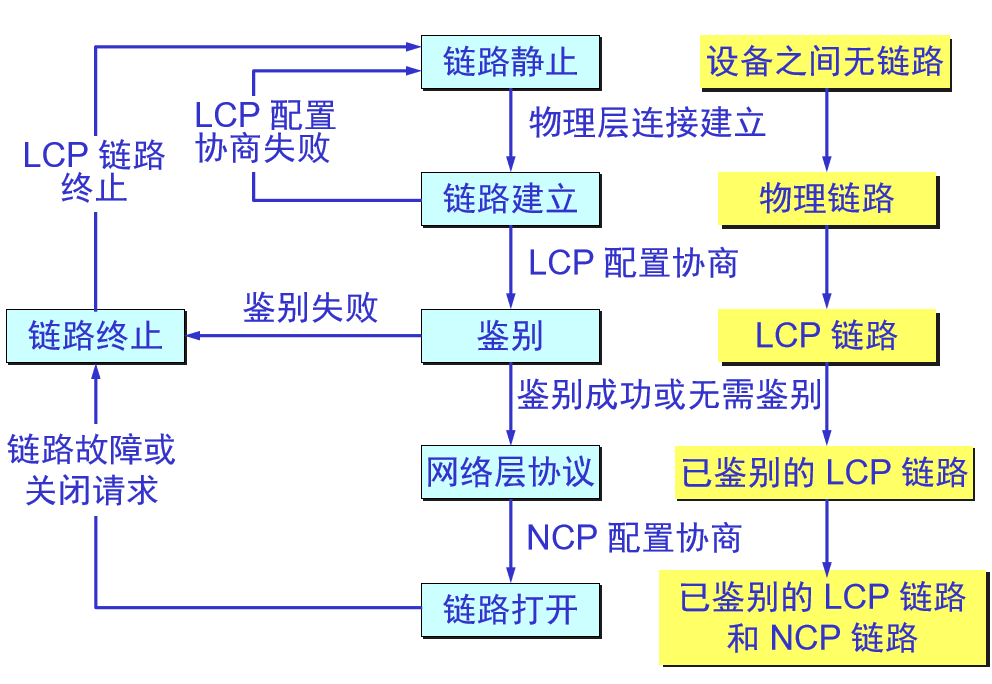 链路静止
设备之间无链路
LCP 配置
协商失败
物理层连接建立
LCP 链路
终止
链路建立
物理链路
LCP 配置协商
鉴别失败
链路终止
鉴别
LCP 链路
鉴别成功或无需鉴别
链路故障或
关闭请求
网络层协议
已鉴别的 LCP 链路
NCP 配置协商
链路打开
已鉴别的 LCP 链路
和 NCP 链路